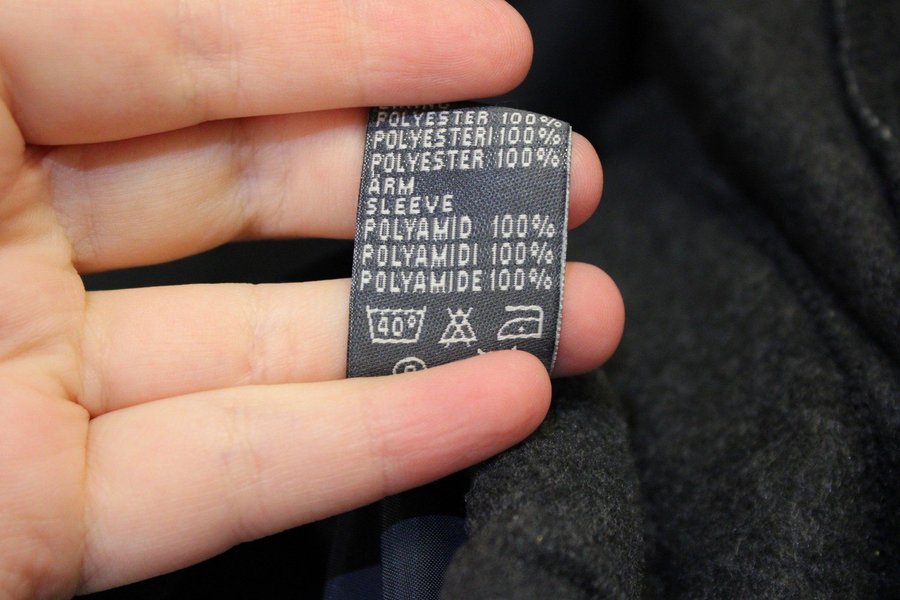 POLYESTER 100%
POLYESTERI 100%
POLYESTER 100%
ARM
SLEEVE
POLYAMID 100%
POLYAMIDI 100%
POLYAMIDE 100%
40°